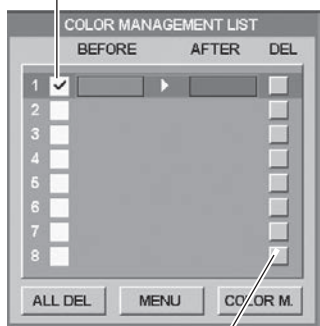 COLOR MANAGEMENT LIST
BEFORE AFTER DEL
1
2
3
4
5
6
7
8
ALL DEL MENU COLOR M.